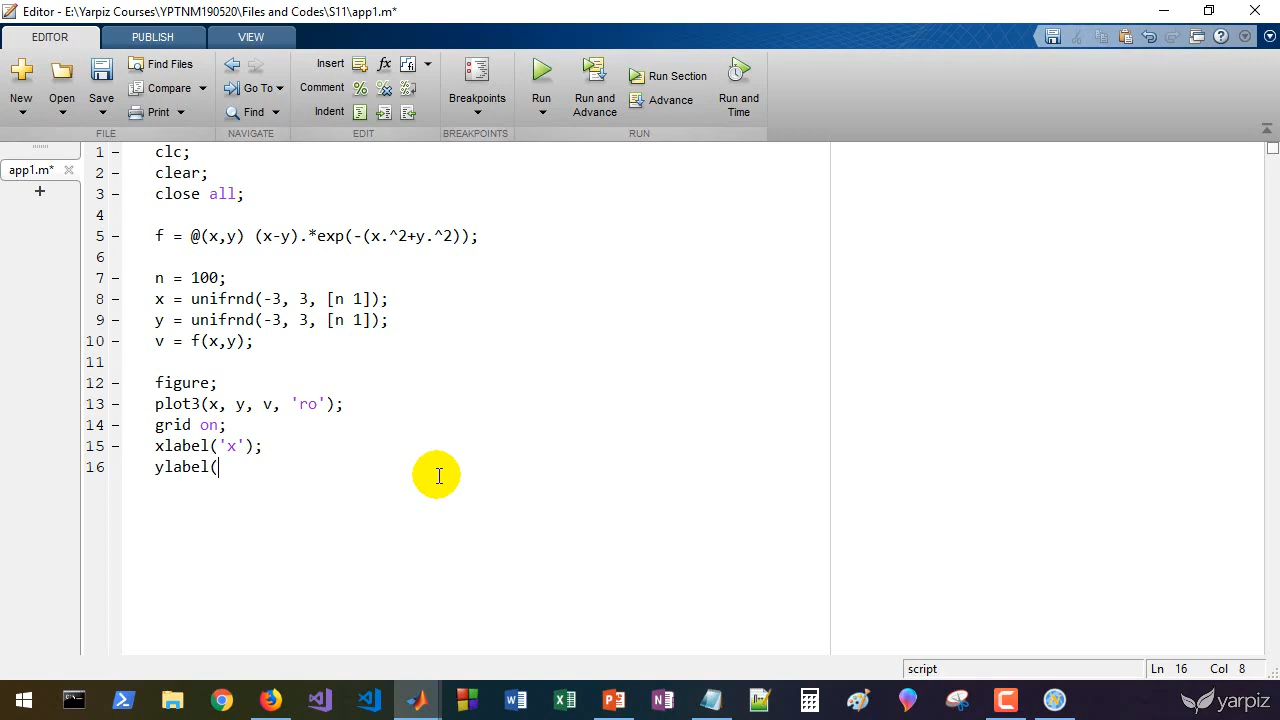 Editor - E:\Yarpiz Courses\YPTNM190520\Files and Codes\S11\app1.m*
EDITOR PUBLISH VIEW
New Open Save Find Files Compare Print
Go To Find
Insert fx
Comment % %
Indent
Breakpoints
Run Run and Advance Run Section Advance Run and Time
FILE NAVIGATE EDIT BREAKPOINTS RUN
app1.m*
+
1 - clc;
2 - clear;
3 - close all;
4
5 - f = @(x,y) (x-y).*exp(-(x.^2+y.^2));
6
7 - n = 100;
8 - x = unifrnd(-3, 3, [n 1]);
9 - y = unifrnd(-3, 3, [n 1]);
10 - v = f(x,y);
11
12 - figure;
13 - plot3(x, y, v, 'ro');
14 - grid on;
15 - xlabel('x');
16 ylabel(
script Ln 16 Col 8
yarpiz